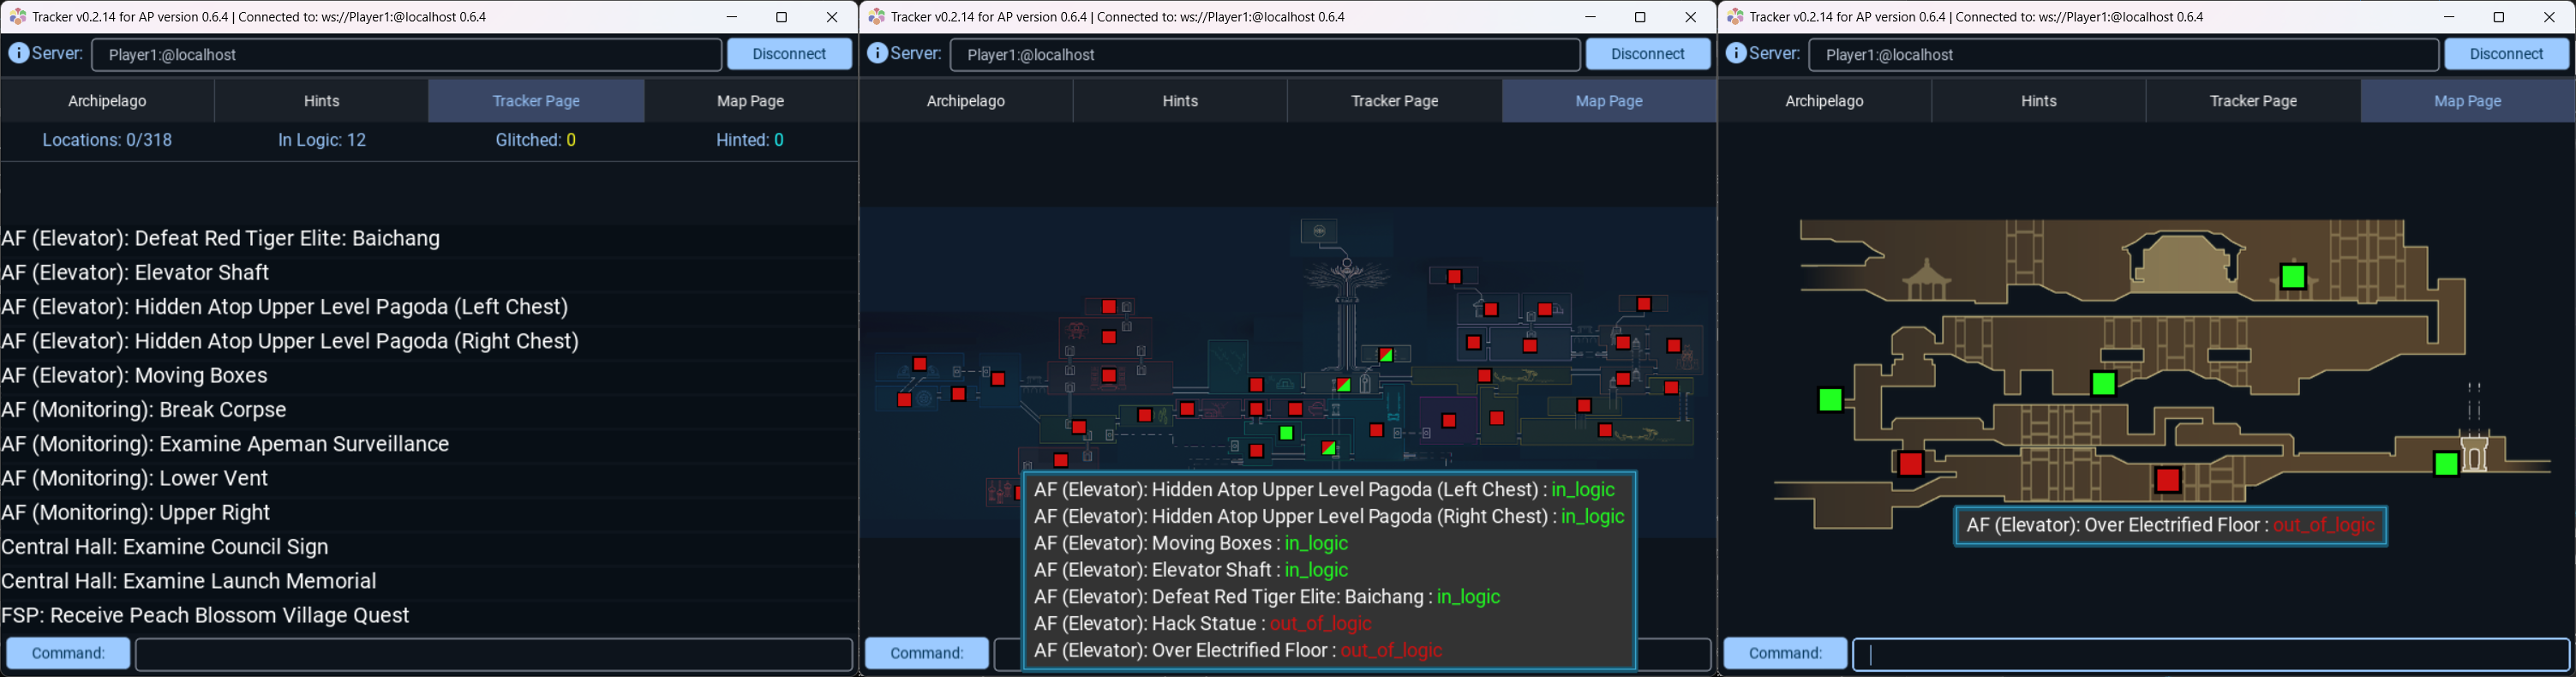 Tracker v0.2.14 for AP version 0.6.4 | Connected to: ws://Player1:@localhost 0.6.4
Server: Player1:@localhost Disconnect
Archipelago Hints Tracker Page Map Page
Locations: 0/318 In Logic: 12 Glitched: 0 Hinted: 0
AF (Elevator): Defeat Red Tiger Elite: Baichang
AF (Elevator): Elevator Shaft
AF (Elevator): Hidden Atop Upper Level Pagoda (Left Chest)
AF (Elevator): Hidden Atop Upper Level Pagoda (Right Chest)
AF (Elevator): Moving Boxes
AF (Monitoring): Break Corpse
AF (Monitoring): Examine Apeman Surveillance
AF (Monitoring): Lower Vent
AF (Monitoring): Upper Right
Central Hall: Examine Council Sign
Central Hall: Examine Launch Memorial
FSP: Receive Peach Blossom Village Quest
Command:
Tracker v0.2.14 for AP version 0.6.4 | Connected to: ws://Player1:@localhost 0.6.4
Server: Player1:@localhost Disconnect
Archipelago Hints Tracker Page Map Page
AF (Elevator): Hidden Atop Upper Level Pagoda (Left Chest) : in_logic
AF (Elevator): Hidden Atop Upper Level Pagoda (Right Chest) : in_logic
AF (Elevator): Moving Boxes : in_logic
AF (Elevator): Elevator Shaft : in_logic
AF (Elevator): Defeat Red Tiger Elite: Baichang : in_logic
AF (Elevator): Hack Statue : out_of_logic
AF (Elevator): Over Electrified Floor : out_of_logic
Command:
Tracker v0.2.14 for AP version 0.6.4 | Connected to: ws://Player1:@localhost 0.6.4
Server: Player1:@localhost Disconnect
Archipelago Hints Tracker Page Map Page
AF (Elevator): Over Electrified Floor : out_of_logic
Command: